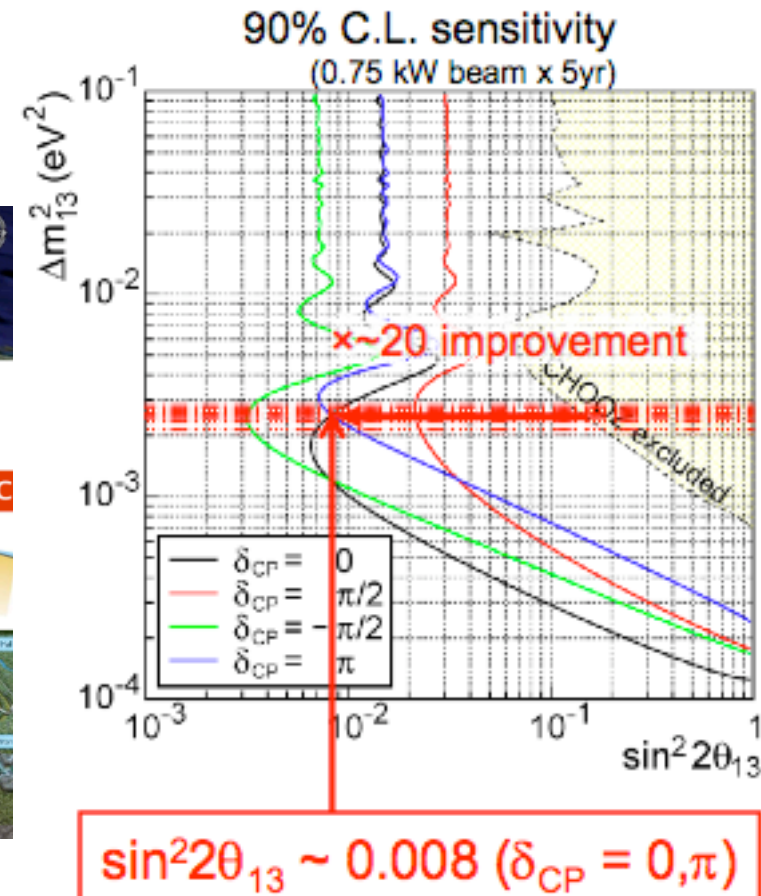 90% C.L. sensitivity
(0.75 kW beam x 5yr)
10⁻¹
Δm²₁₃ (eV²)
10⁻²
×~20 improvement
CHOOZ excluded
10⁻³
C
δCP = 0
δCP = π/2
δCP = -π/2
δCP = π
10⁻⁴
10⁻³ 10⁻² 10⁻¹ 1
sin²2θ₁₃
sin²2θ₁₃ ~ 0.008 (δCP = 0,π)